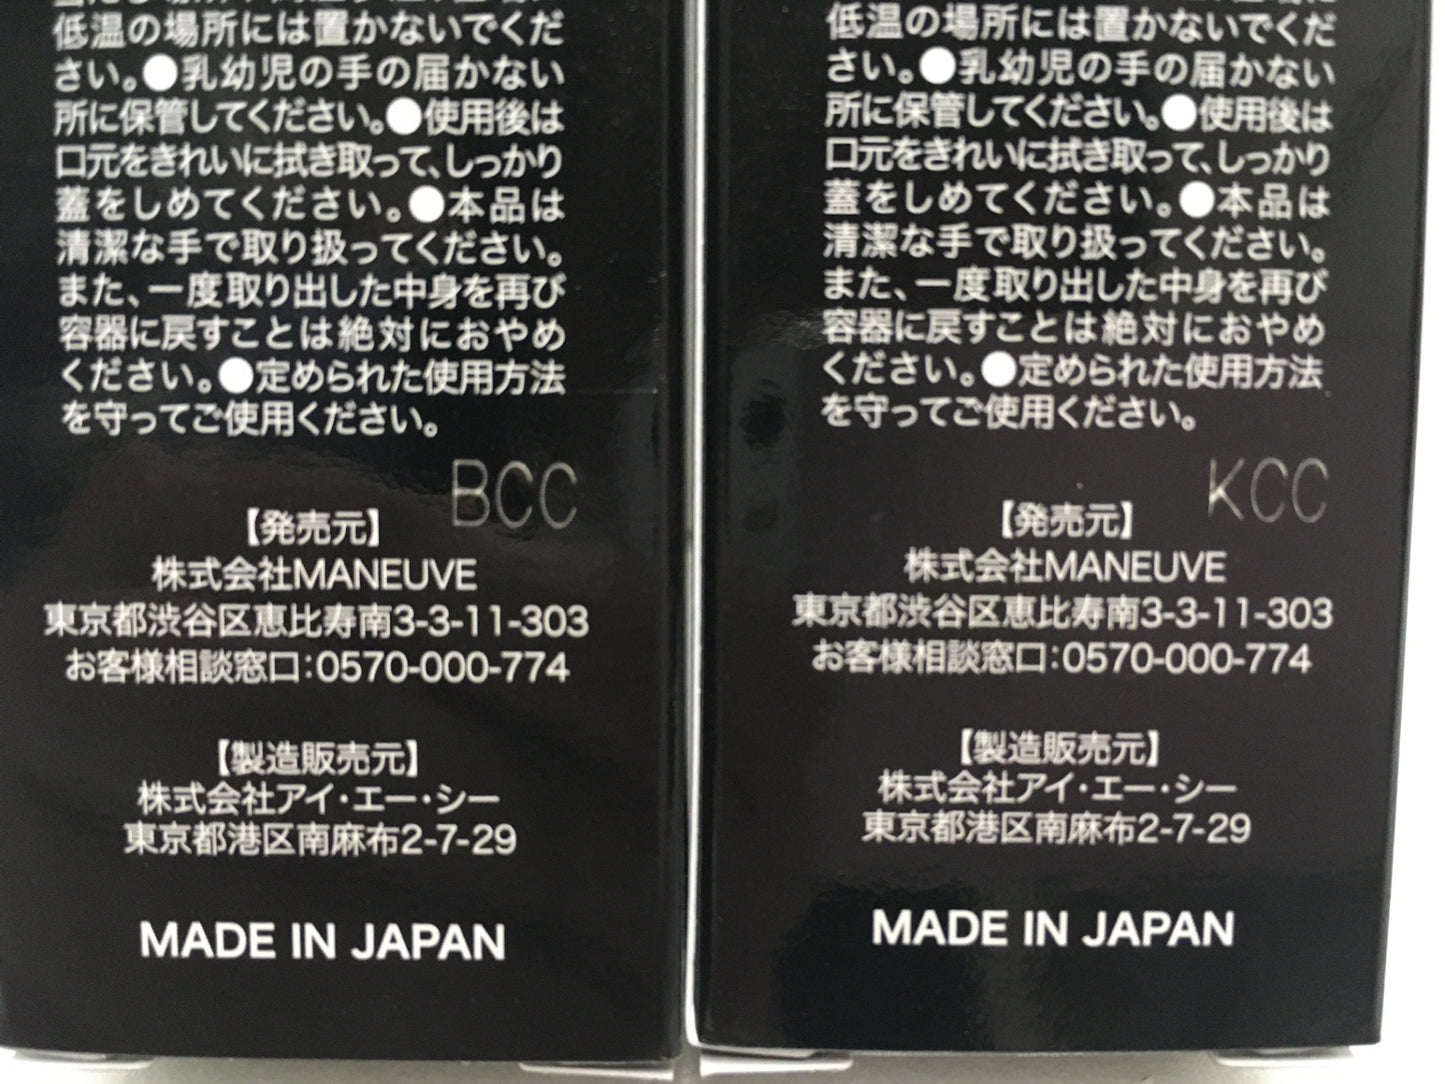 低温の場所には置かないでくだ
さい。●乳幼児の手の届かない
所に保管してください。●使用後は
口元をきれいに拭き取って、しっかり
蓋をしめてください。●本品は
清潔な手で取り扱ってください。
また、一度取り出した中身を再び
容器に戻すことは絶対におやめ
ください。●定められた使用方法
を守ってご使用ください。
BCC
【発売元】
株式会社MANEUVE
東京都渋谷区恵比寿南3-3-11-303
お客様相談窓口:0570-000-774
【製造販売元】
株式会社アイ・エー・シー
東京都港区南麻布2-7-29
MADE IN JAPAN
低温の場所には置かないでくだ
さい。●乳幼児の手の届かない
所に保管してください。●使用後は
口元をきれいに拭き取って、しっかり
蓋をしめてください。●本品は
清潔な手で取り扱ってください。
また、一度取り出した中身を再び
容器に戻すことは絶対におやめ
ください。●定められた使用方法
を守ってご使用ください。
KCC
【発売元】
株式会社MANEUVE
東京都渋谷区恵比寿南3-3-11-303
お客様相談窓口:0570-000-774
【製造販売元】
株式会社アイ・エー・シー
東京都港区南麻布2-7-29
MADE IN JAPAN